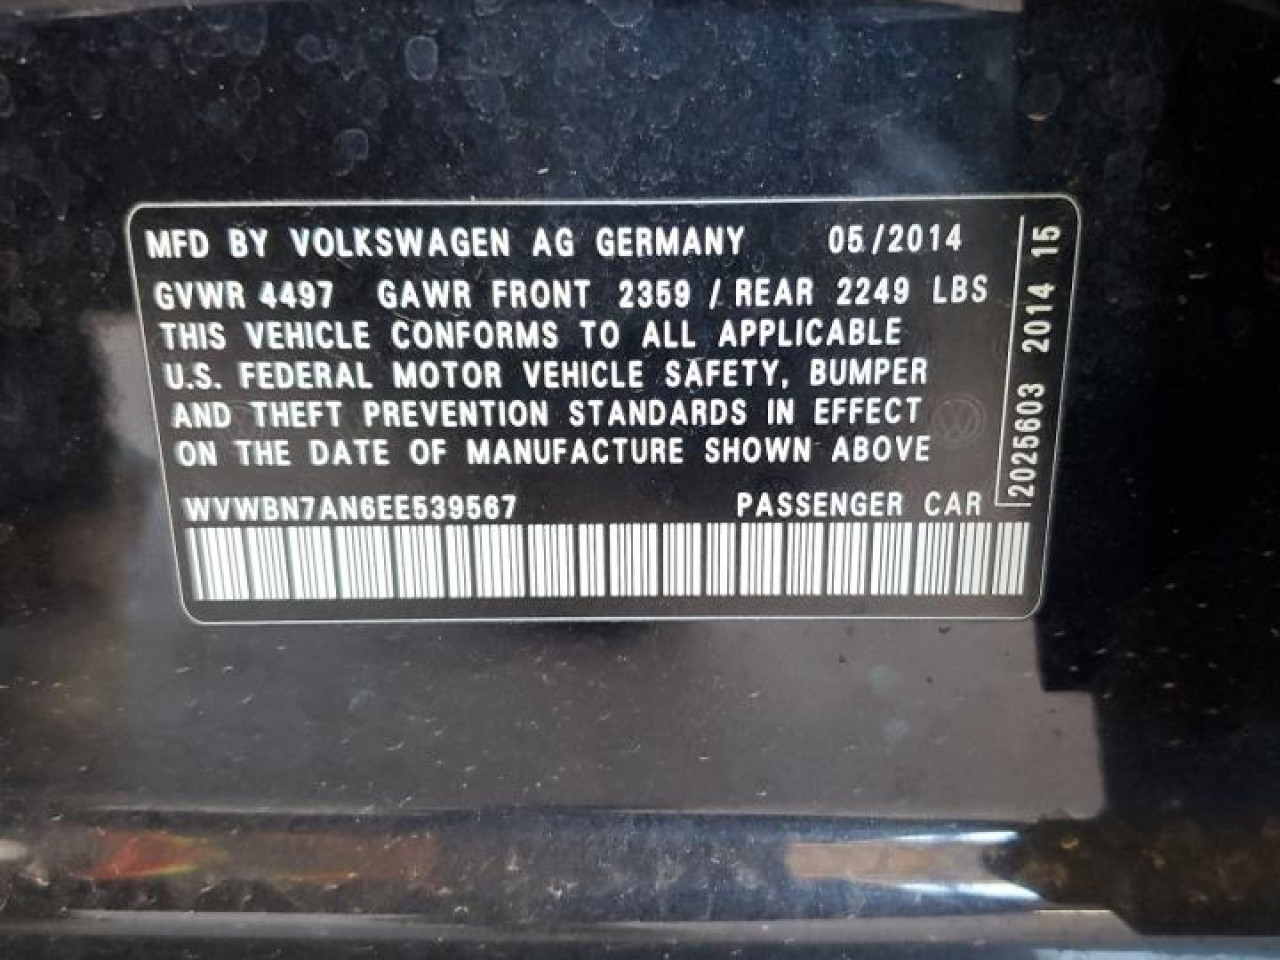 MFD BY VOLKSWAGEN AG GERMANY 05/2014
GVWR 4497 GAWR FRONT 2359 / REAR 2249 LBS
THIS VEHICLE CONFORMS TO ALL APPLICABLE
U.S. FEDERAL MOTOR VEHICLE SAFETY, BUMPER
AND THEFT PREVENTION STANDARDS IN EFFECT
ON THE DATE OF MANUFACTURE SHOWN ABOVE
WVWBN7AN6EE539567 PASSENGER CAR
2025603 2014 15